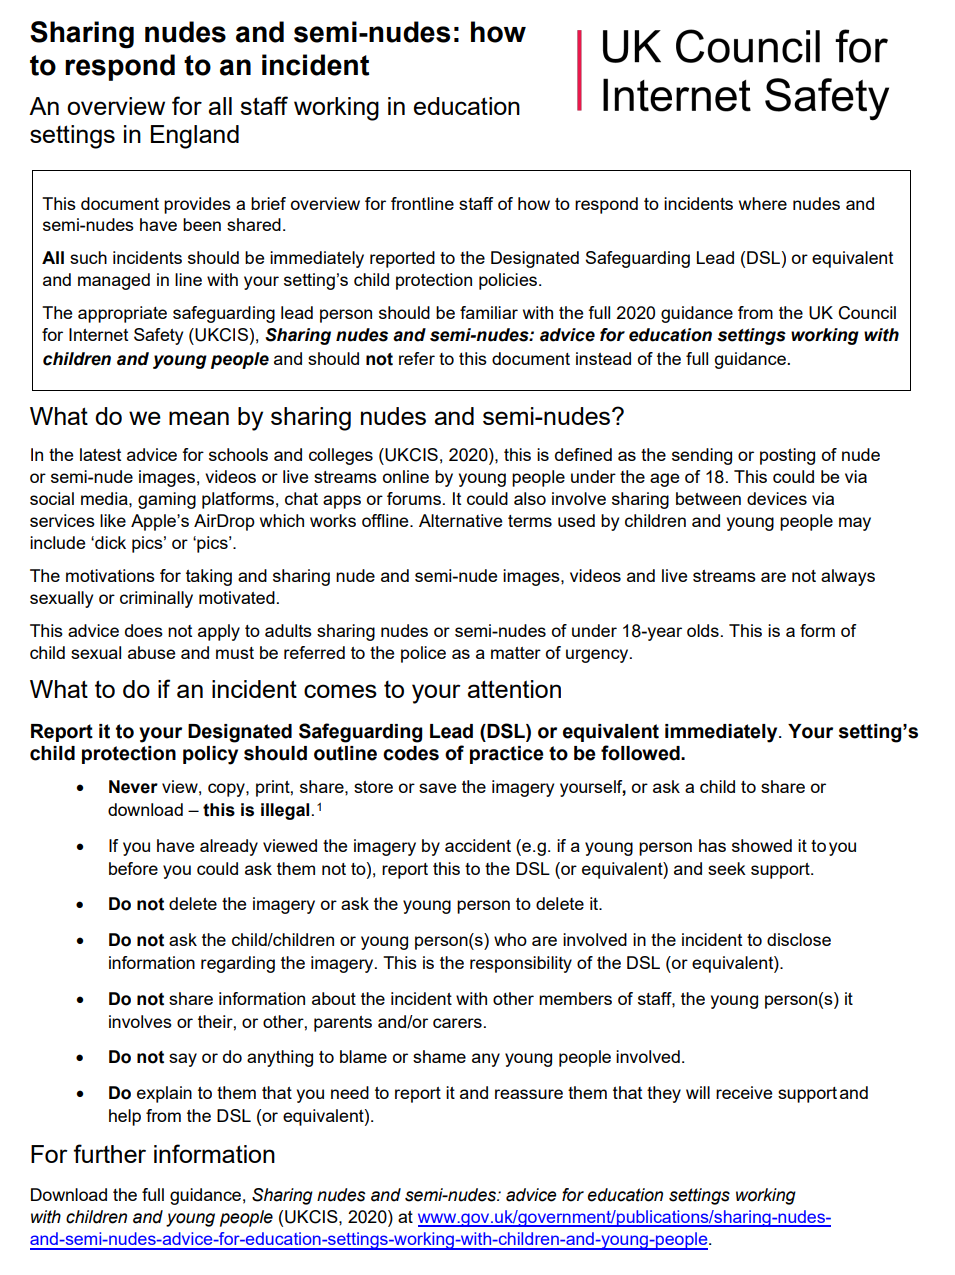 Sharing nudes and semi-nudes: how
to respond to an incident
An overview for all staff working in education
settings in England
UK Council for
Internet Safety
This document provides a brief overview for frontline staff of how to respond to incidents where nudes and
semi-nudes have been shared.
All such incidents should be immediately reported to the Designated Safeguarding Lead (DSL) or equivalent
and managed in line with your setting’s child protection policies.
The appropriate safeguarding lead person should be familiar with the full 2020 guidance from the UK Council
for Internet Safety (UKCIS), Sharing nudes and semi-nudes: advice for education settings working with
children and young people and should not refer to this document instead of the full guidance.
What do we mean by sharing nudes and semi-nudes?
In the latest advice for schools and colleges (UKCIS, 2020), this is defined as the sending or posting of nude
or semi-nude images, videos or live streams online by young people under the age of 18. This could be via
social media, gaming platforms, chat apps or forums. It could also involve sharing between devices via
services like Apple’s AirDrop which works offline. Alternative terms used by children and young people may
include ‘dick pics’ or ‘pics’.
The motivations for taking and sharing nude and semi-nude images, videos and live streams are not always
sexually or criminally motivated.
This advice does not apply to adults sharing nudes or semi-nudes of under 18-year olds. This is a form of
child sexual abuse and must be referred to the police as a matter of urgency.
What to do if an incident comes to your attention
Report it to your Designated Safeguarding Lead (DSL) or equivalent immediately. Your setting’s
child protection policy should outline codes of practice to be followed.
• Never view, copy, print, share, store or save the imagery yourself, or ask a child to share or
download – this is illegal.1
• If you have already viewed the imagery by accident (e.g. if a young person has showed it to you
before you could ask them not to), report this to the DSL (or equivalent) and seek support.
• Do not delete the imagery or ask the young person to delete it.
• Do not ask the child/children or young person(s) who are involved in the incident to disclose
information regarding the imagery. This is the responsibility of the DSL (or equivalent).
• Do not share information about the incident with other members of staff, the young person(s) it
involves or their, or other, parents and/or carers.
• Do not say or do anything to blame or shame any young people involved.
• Do explain to them that you need to report it and reassure them that they will receive support and
help from the DSL (or equivalent).
For further information
Download the full guidance, Sharing nudes and semi-nudes: advice for education settings working
with children and young people (UKCIS, 2020) at www.gov.uk/government/publications/sharing-nudes-
and-semi-nudes-advice-for-education-settings-working-with-children-and-young-people.